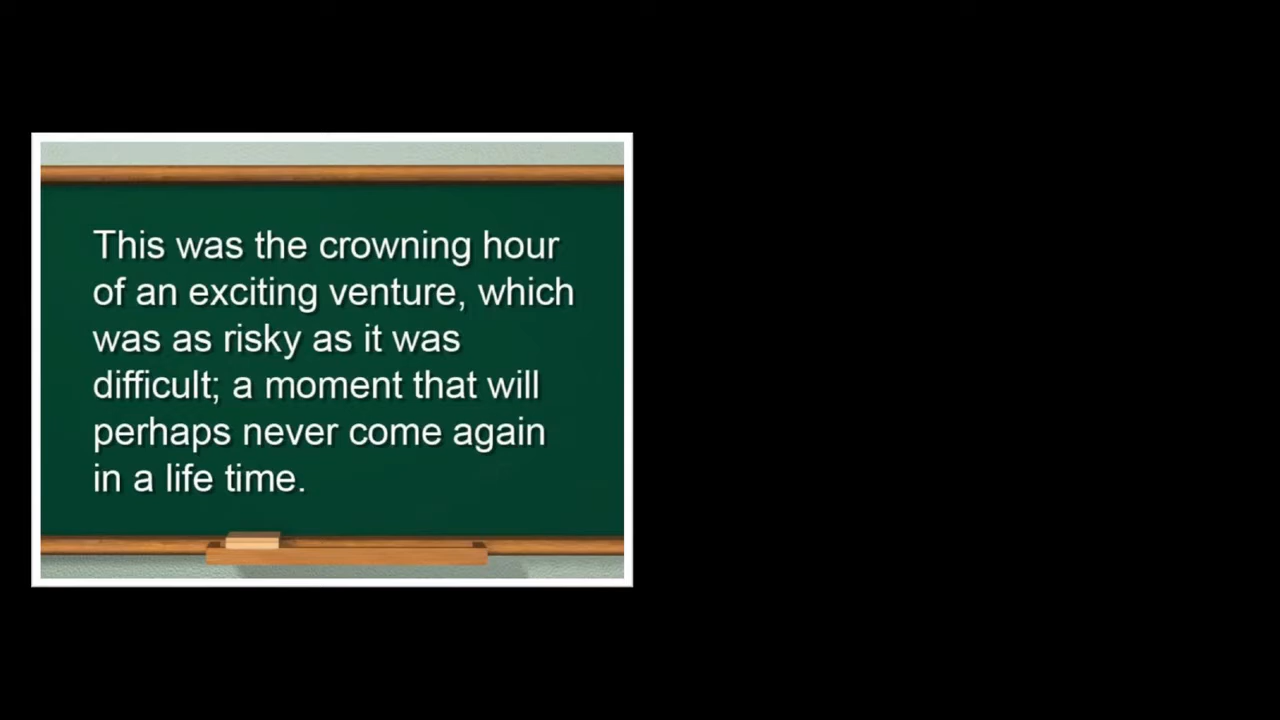 This was the crowning hour
of an exciting venture, which
was as risky as it was
difficult; a moment that will
perhaps never come again
in a life time.